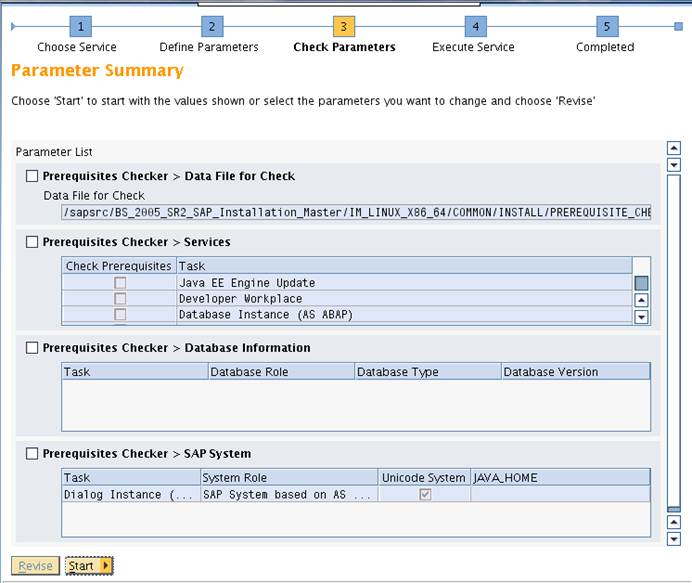 1 2 3 4 5
Choose Service Define Parameters Check Parameters Execute Service Completed
Parameter Summary
Choose 'Start' to start with the values shown or select the parameters you want to change and choose 'Revise'
Parameter List
Prerequisites Checker > Data File for Check
Data File for Check
/sapsrc/BS_2005_SR2_SAP_Installation_Master/IM_LINUX_X86_64/COMMON/INSTALL/PREREQUISITE_CHE
Prerequisites Checker > Services
Check Prerequisites Task
Java EE Engine Update
Developer Workplace
Database Instance (AS ABAP)
Prerequisites Checker > Database Information
Task Database Role Database Type Database Version
Prerequisites Checker > SAP System
Task System Role Unicode System JAVA_HOME
Dialog Instance (... SAP System based on AS ...
Revise Start